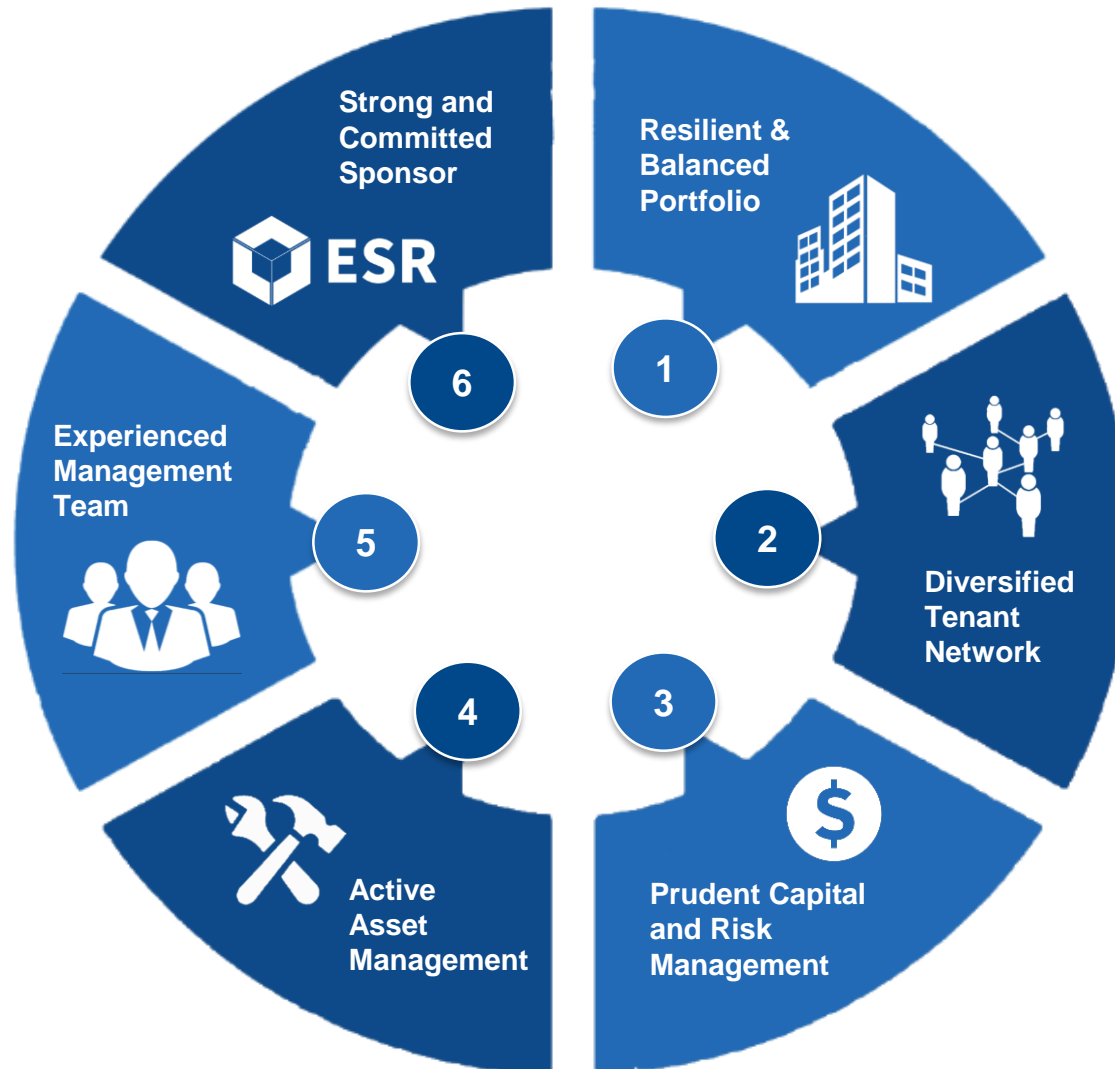 Resilient &
Balanced
Portfolio
1
2
Diversified
Tenant
Network
3
$
Prudent Capital
and Risk
Management
4
Active
Asset
Management
5
Experienced
Management
Team
6
Strong and
Committed
Sponsor
ESR